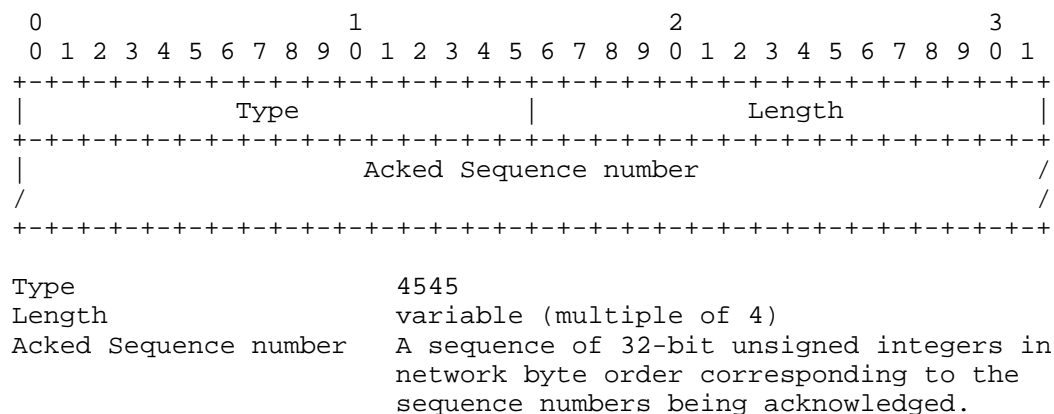 0                   1                   2                   3
 0 1 2 3 4 5 6 7 8 9 0 1 2 3 4 5 6 7 8 9 0 1 2 3 4 5 6 7 8 9 0 1
+-+-+-+-+-+-+-+-+-+-+-+-+-+-+-+-+-+-+-+-+-+-+-+-+-+-+-+-+-+-+-+-+
|             Type              |             Length            |
+-+-+-+-+-+-+-+-+-+-+-+-+-+-+-+-+-+-+-+-+-+-+-+-+-+-+-+-+-+-+-+-+
|                     Acked Sequence number                     /
/                                                               /
+-+-+-+-+-+-+-+-+-+-+-+-+-+-+-+-+-+-+-+-+-+-+-+-+-+-+-+-+-+-+-+-+
Type                    4545
Length                  variable (multiple of 4)
Acked Sequence number   A sequence of 32-bit unsigned integers in
                        network byte order corresponding to the
                        sequence numbers being acknowledged.